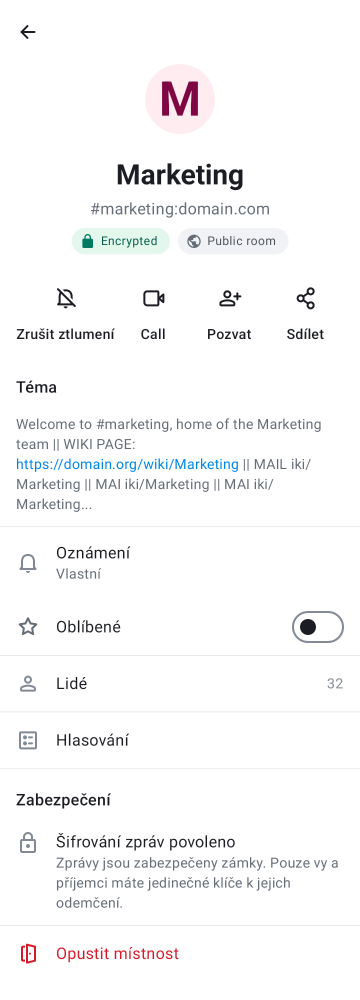 M
Marketing
#marketing:domain.com
Encrypted
Public room
Zrušit ztlumení
Call
Pozvat
Sdílet
Téma
Welcome to #marketing, home of the Marketing
team || WIKI PAGE:
https://domain.org/wiki/Marketing || MAIL iki/
Marketing || MAI iki/Marketing || MAI iki/
Marketing...
Oznámení
Vlastní
Oblíbené
Lidé
32
Hlasování
Zabezpečení
Šifrování zpráv povoleno
Zprávy jsou zabezpečeny zámky. Pouze vy a
příjemci máte jedinečné klíče k jejich
odemčení.
Opustit místnost